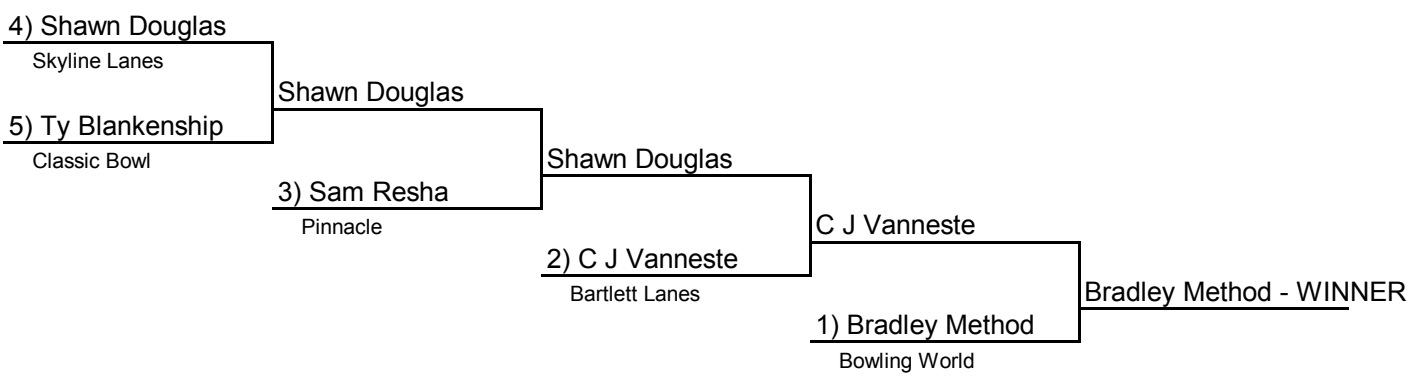 4) Shawn Douglas
Skyline Lanes
Shawn Douglas
5) Ty Blankenship
Classic Bowl
Shawn Douglas
3) Sam Resha
Pinnacle
C J Vanneste
2) C J Vanneste
Bartlett Lanes
Bradley Method - WINNER
1) Bradley Method
Bowling World